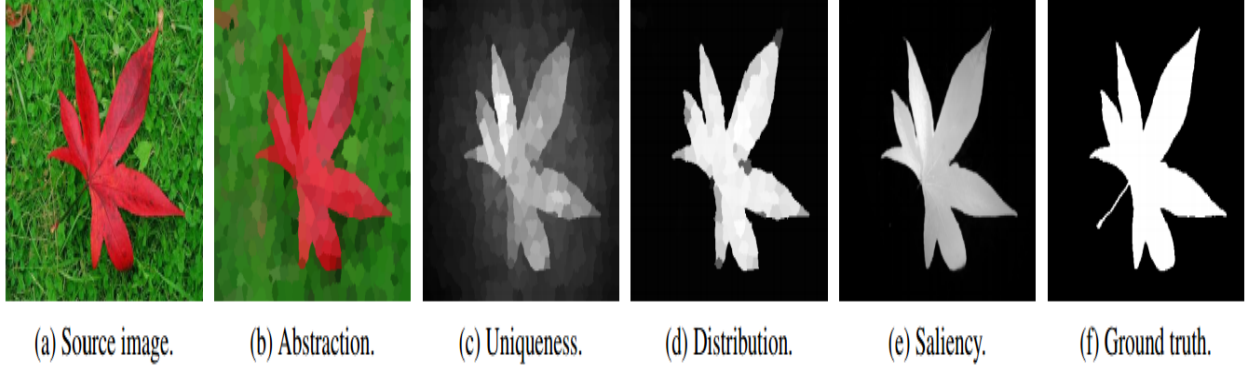 (a) Source image. (b) Abstraction. (c) Uniqueness. (d) Distribution. (e) Saliency. (f) Ground truth.